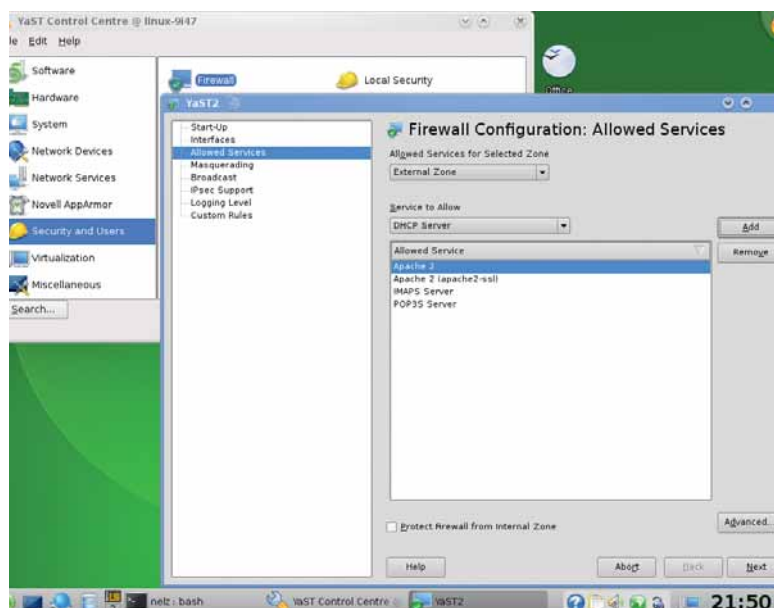 YaST Control Centre @ linux-9i47
le Edit Help
Software
Hardware
System
Network Devices
Network Services
Novell AppArmor
Security and Users
Virtualization
Miscellaneous
Search...
Firewall
Local Security
Office
YaST2
Start-Up
Interfaces
Allowed Services
Masquerading
Broadcast
IPsec Support
Logging Level
Custom Rules
Firewall Configuration: Allowed Services
Allowed Services for Selected Zone
External Zone
Service to Allow
DHCP Server
Add
Allowed Service
Remove
Apache 2
Apache 2 (apache2-ssl)
IMAPS Server
POP3S Server
Protect Firewall from Internal Zone
Advanced...
Help
Abort
Back
Next
nelz : bash
YaST Control Centre
YaST2
21:50